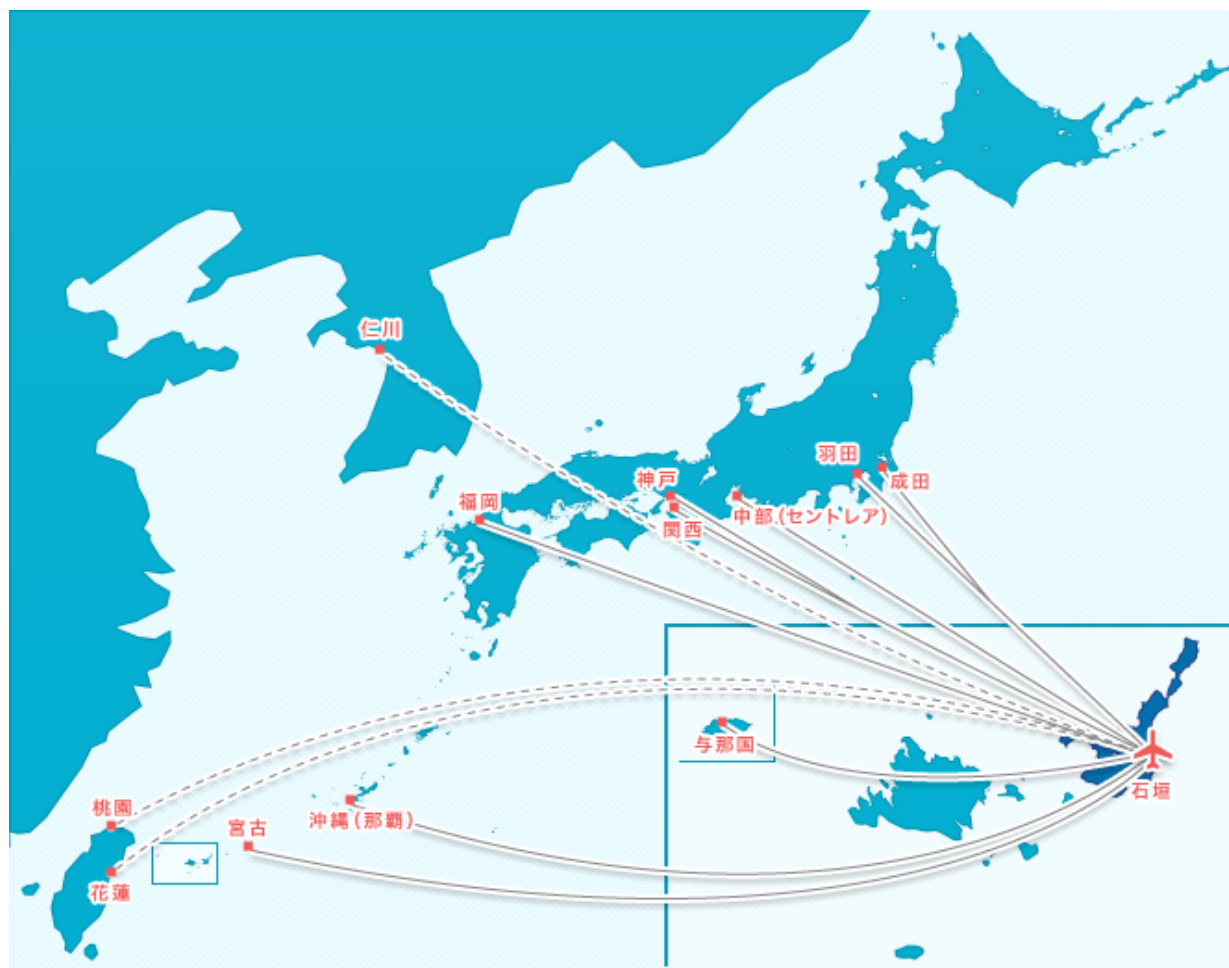 仁川
羽田
神戸
成田
福岡
中部(セントレア)
関西
与那国
石垣
桃園
沖縄(那覇)
宮古
花蓮